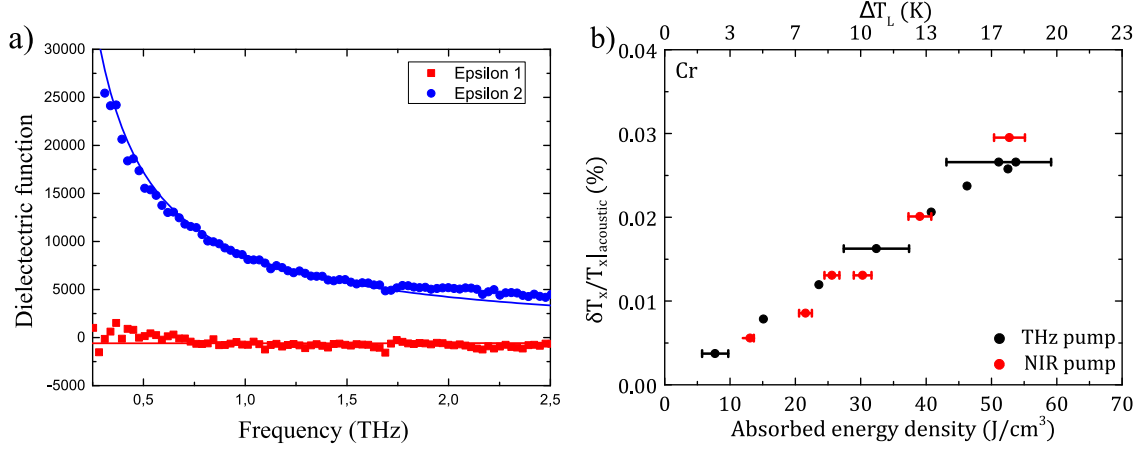 a)
30000
25000
20000
15000
10000
5000
0
-5000
0,5
1,0
1,5
2,0
2,5
Dielectectric function
Frequency (THz)
Epsilon 1
Epsilon 2
b)
ΔT_L (K)
0 3 7 10 13 17 20 23
Cr
0.04
0.03
0.02
0.01
0.00
δT_x/T_x|acoustic (%)
THz pump
NIR pump
0 10 20 30 40 50 60 70
Absorbed energy density (J/cm³)